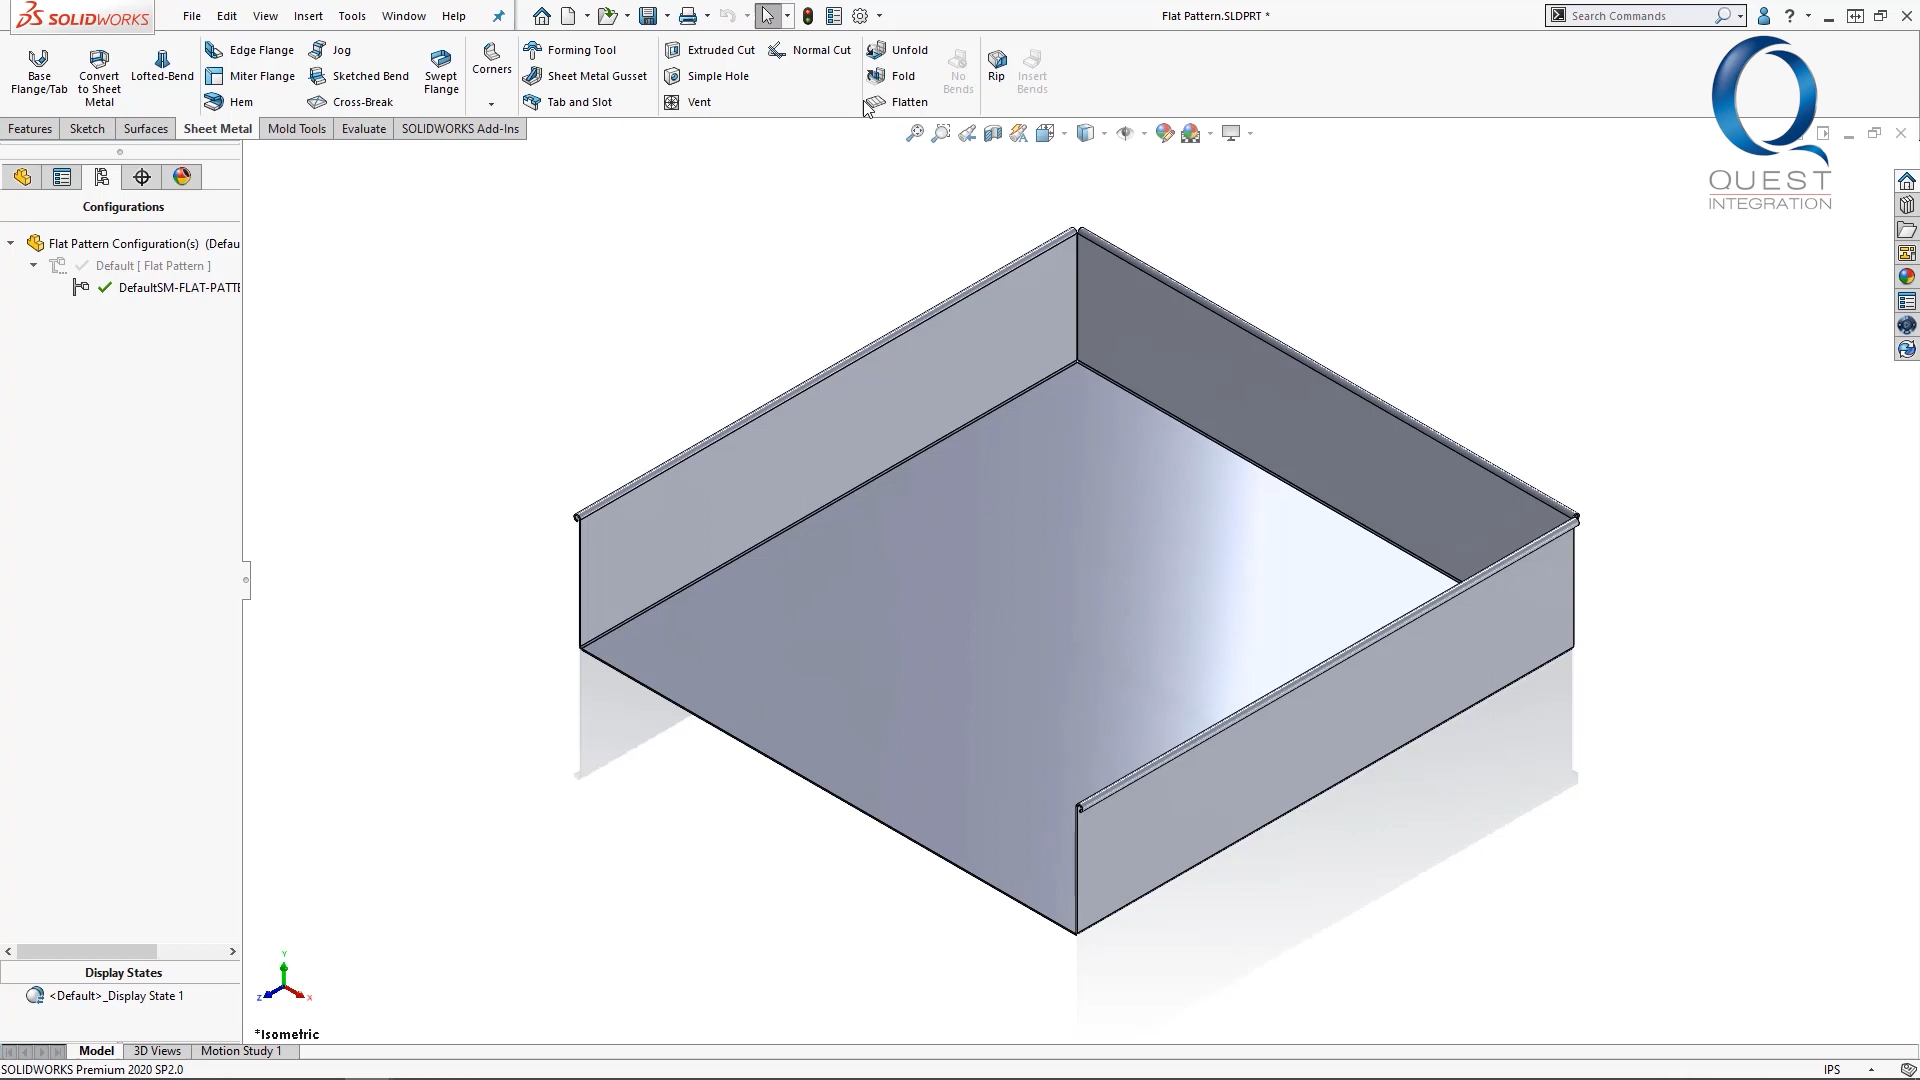 SOLIDWORKS File Edit View Insert Tools Window Help Flat Pattern.SLDPRT * Search Commands ?
Base Flange/Tab
Convert to Sheet Metal
Lofted-Bend
Edge Flange
Miter Flange
Hem
Jog
Sketched Bend
Cross-Break
Swept Flange
Corners
Forming Tool
Sheet Metal Gusset
Tab and Slot
Extruded Cut
Simple Hole
Vent
Normal Cut
Unfold
Fold
Flatten
No Bends
Rip
Insert Bends
Features Sketch Surfaces Sheet Metal Mold Tools Evaluate SOLIDWORKS Add-Ins
QUEST
INTEGRATION
Configurations
Flat Pattern Configuration(s) (Defau
Default [ Flat Pattern ]
DefaultSM-FLAT-PATTE
Display States
<Default>_Display State 1
Y
Z X
*Isometric
Model 3D Views Motion Study 1
SOLIDWORKS Premium 2020 SP2.0 IPS